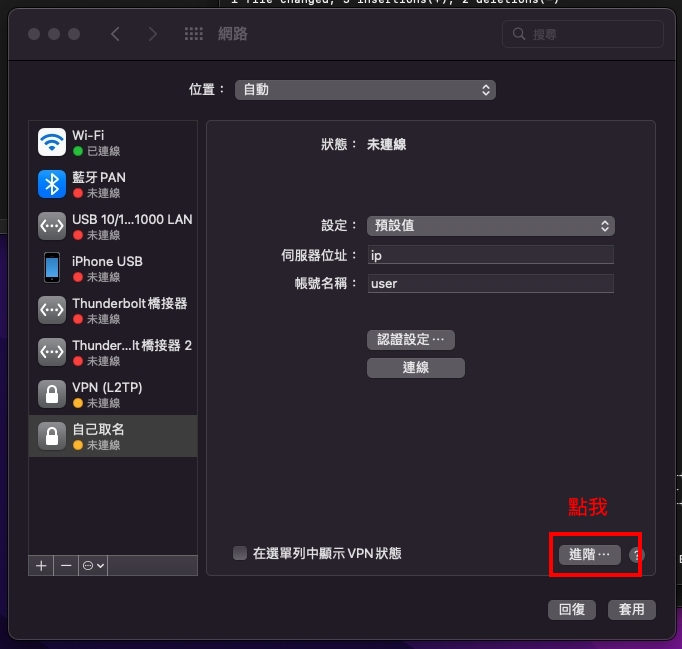 1 file changed, 3 insertions(+), 2 deletions(-)
網路
搜尋
位置：
自動
Wi-Fi
已連線
藍牙 PAN
未連線
USB 10/1...1000 LAN
未連線
iPhone USB
未連線
Thunderbolt 橋接器
未連線
Thunder...lt 橋接器 2
未連線
VPN (L2TP)
未連線
自己取名
未連線
狀態： 未連線
設定： 預設值
伺服器位址： ip
帳號名稱： user
認證設定⋯
連線
點我
在選單列中顯示 VPN 狀態
進階⋯
?
回復
套用